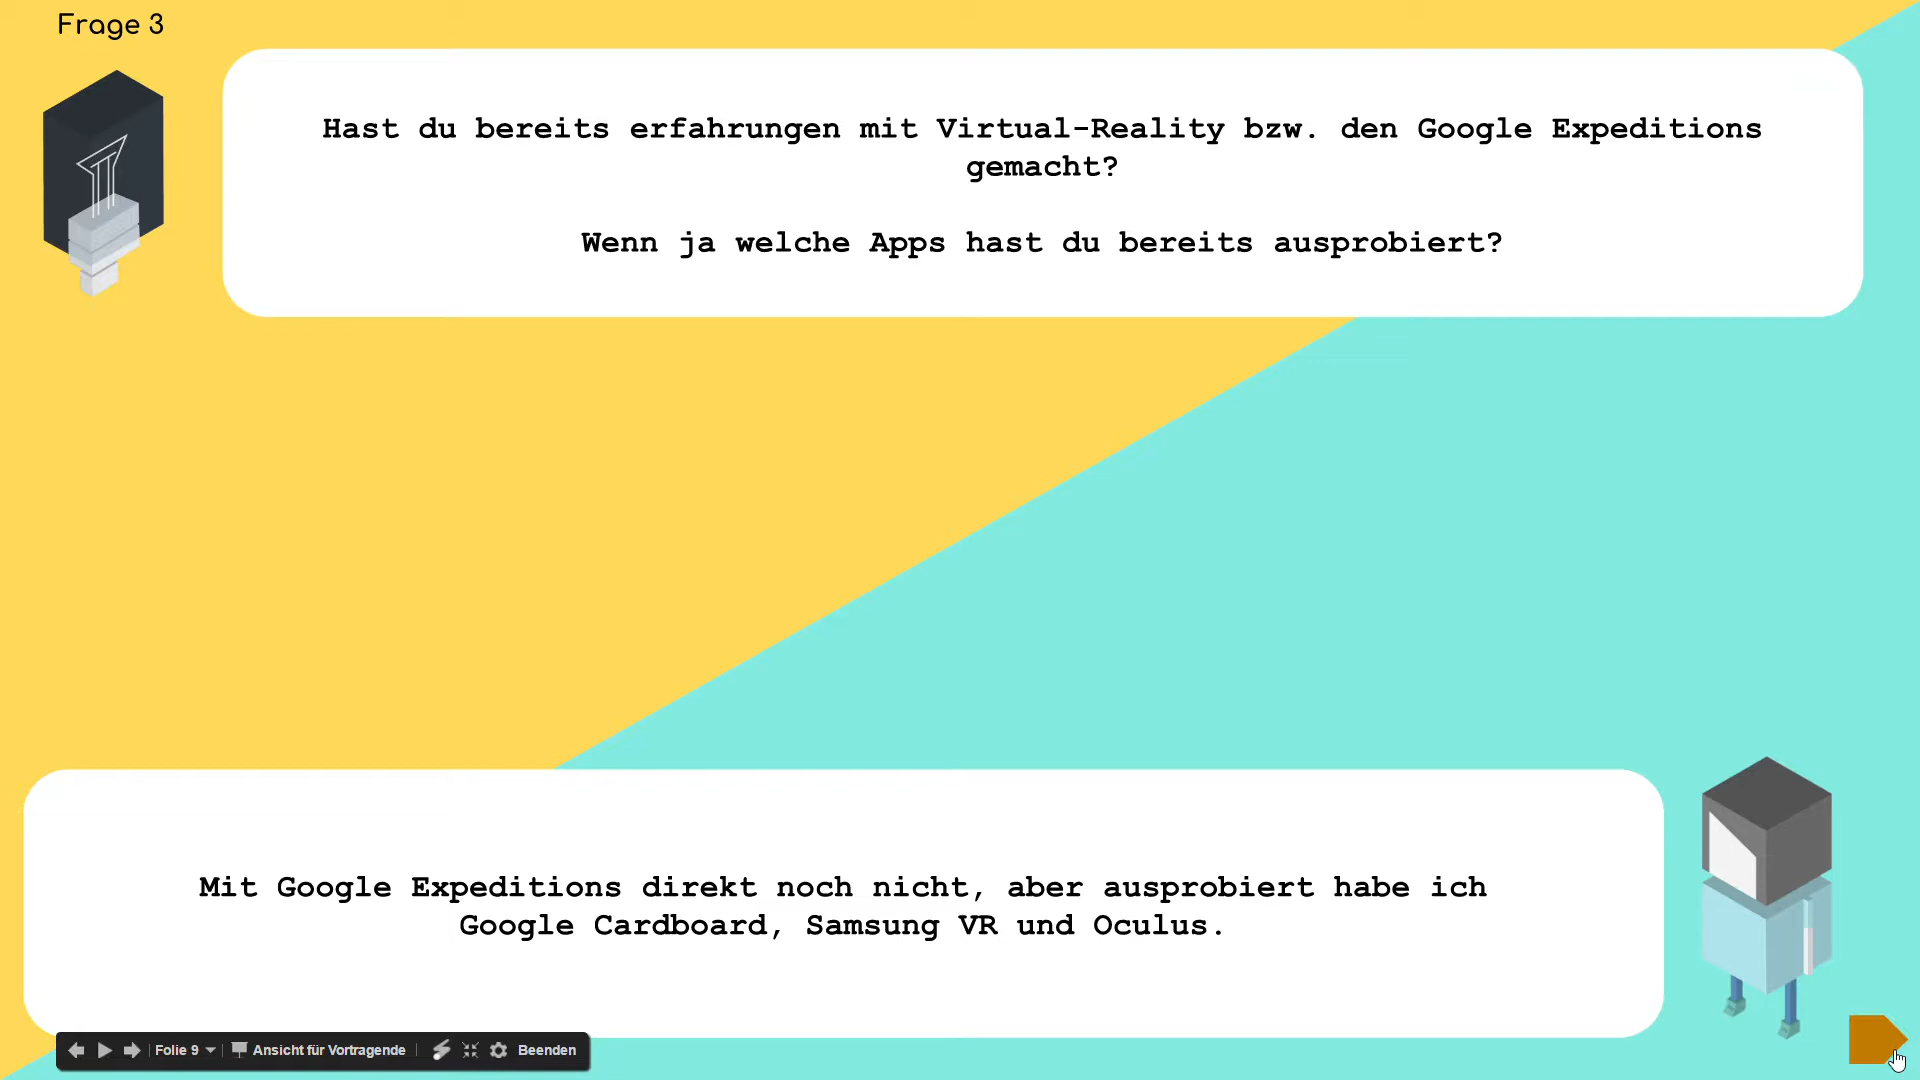 Frage 3
Hast du bereits erfahrungen mit Virtual-Reality bzw. den Google Expeditions
gemacht?
Wenn ja welche Apps hast du bereits ausprobiert?
Mit Google Expeditions direkt noch nicht, aber ausprobiert habe ich
Google Cardboard, Samsung VR und Oculus.
Folie 9 Ansicht für Vortragende Beenden